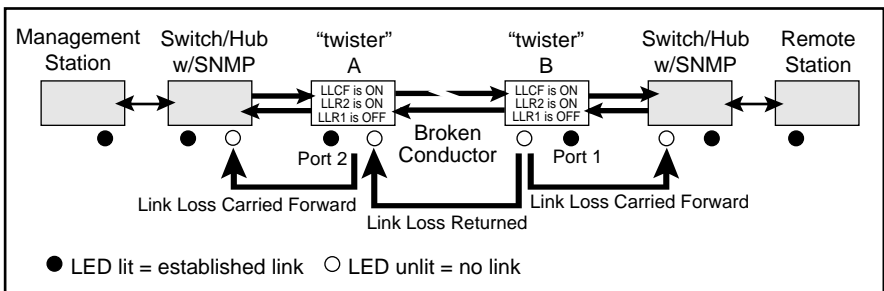 Management Station
Switch/Hub w/SNMP
“twister” A
“twister” B
Switch/Hub w/SNMP
Remote Station
LLCF is ON
LLR2 is ON
LLR1 is OFF
LLCF is ON
LLR2 is ON
LLR1 is OFF
Broken Conductor
Port 2
Port 1
Link Loss Carried Forward
Link Loss Returned
Link Loss Carried Forward
LED lit = established link
LED unlit = no link